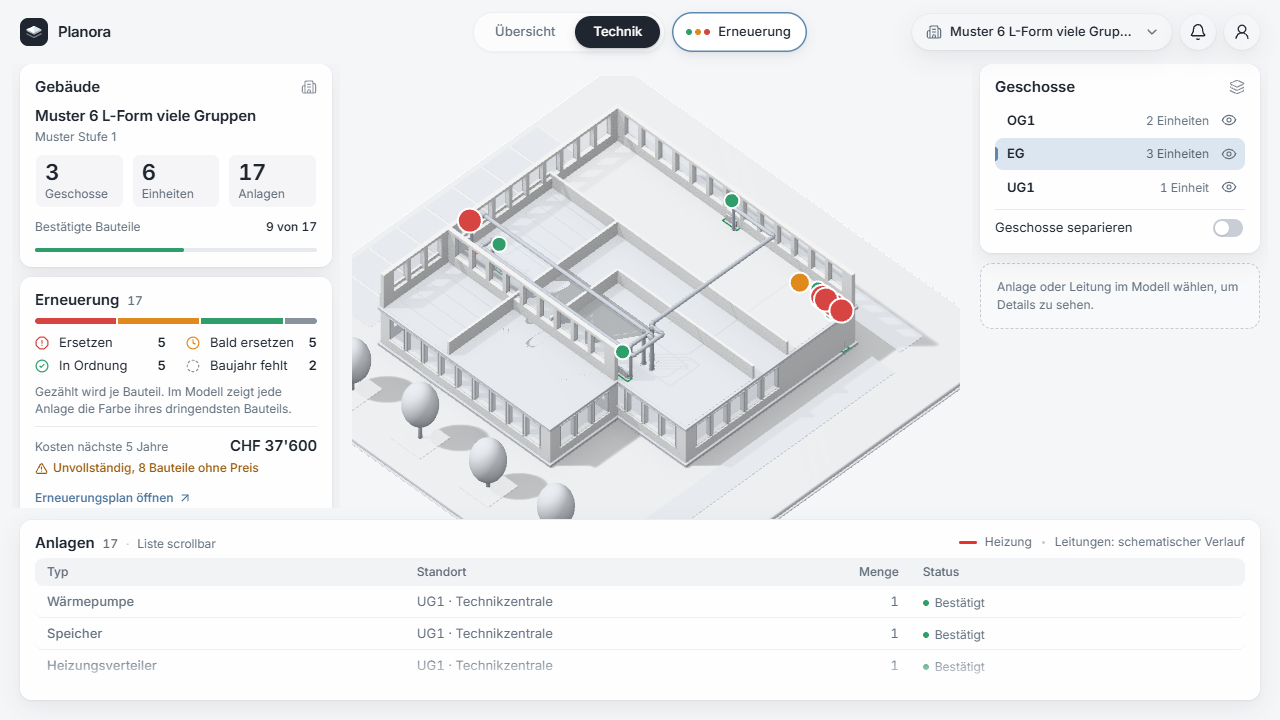 Planora
Übersicht
Technik
Erneuerung
Muster 6 L-Form viele Grup...
Gebäude
Muster 6 L-Form viele Gruppen
Muster Stufe 1
3 6 17
Geschosse Einheiten Anlagen
Bestätigte Bauteile 9 von 17
Erneuerung 17
Ersetzen 5 Bald ersetzen 5
In Ordnung 5 Baujahr fehlt 2
Gezählt wird je Bauteil. Im Modell zeigt jede
Anlage die Farbe ihres dringendsten Bauteils.
Kosten nächste 5 Jahre CHF 37'600
Unvollständig, 8 Bauteile ohne Preis
Erneuerungsplan öffnen
Geschosse
OG1 2 Einheiten
EG 3 Einheiten
UG1 1 Einheit
Geschosse separieren
Anlage oder Leitung im Modell wählen, um
Details zu sehen.
Anlagen 17 · Liste scrollbar
Heizung · Leitungen: schematischer Verlauf
Typ Standort Menge Status
Wärmepumpe UG1 · Technikzentrale 1 Bestätigt
Speicher UG1 · Technikzentrale 1 Bestätigt
Heizungsverteiler UG1 · Technikzentrale 1 Bestätigt